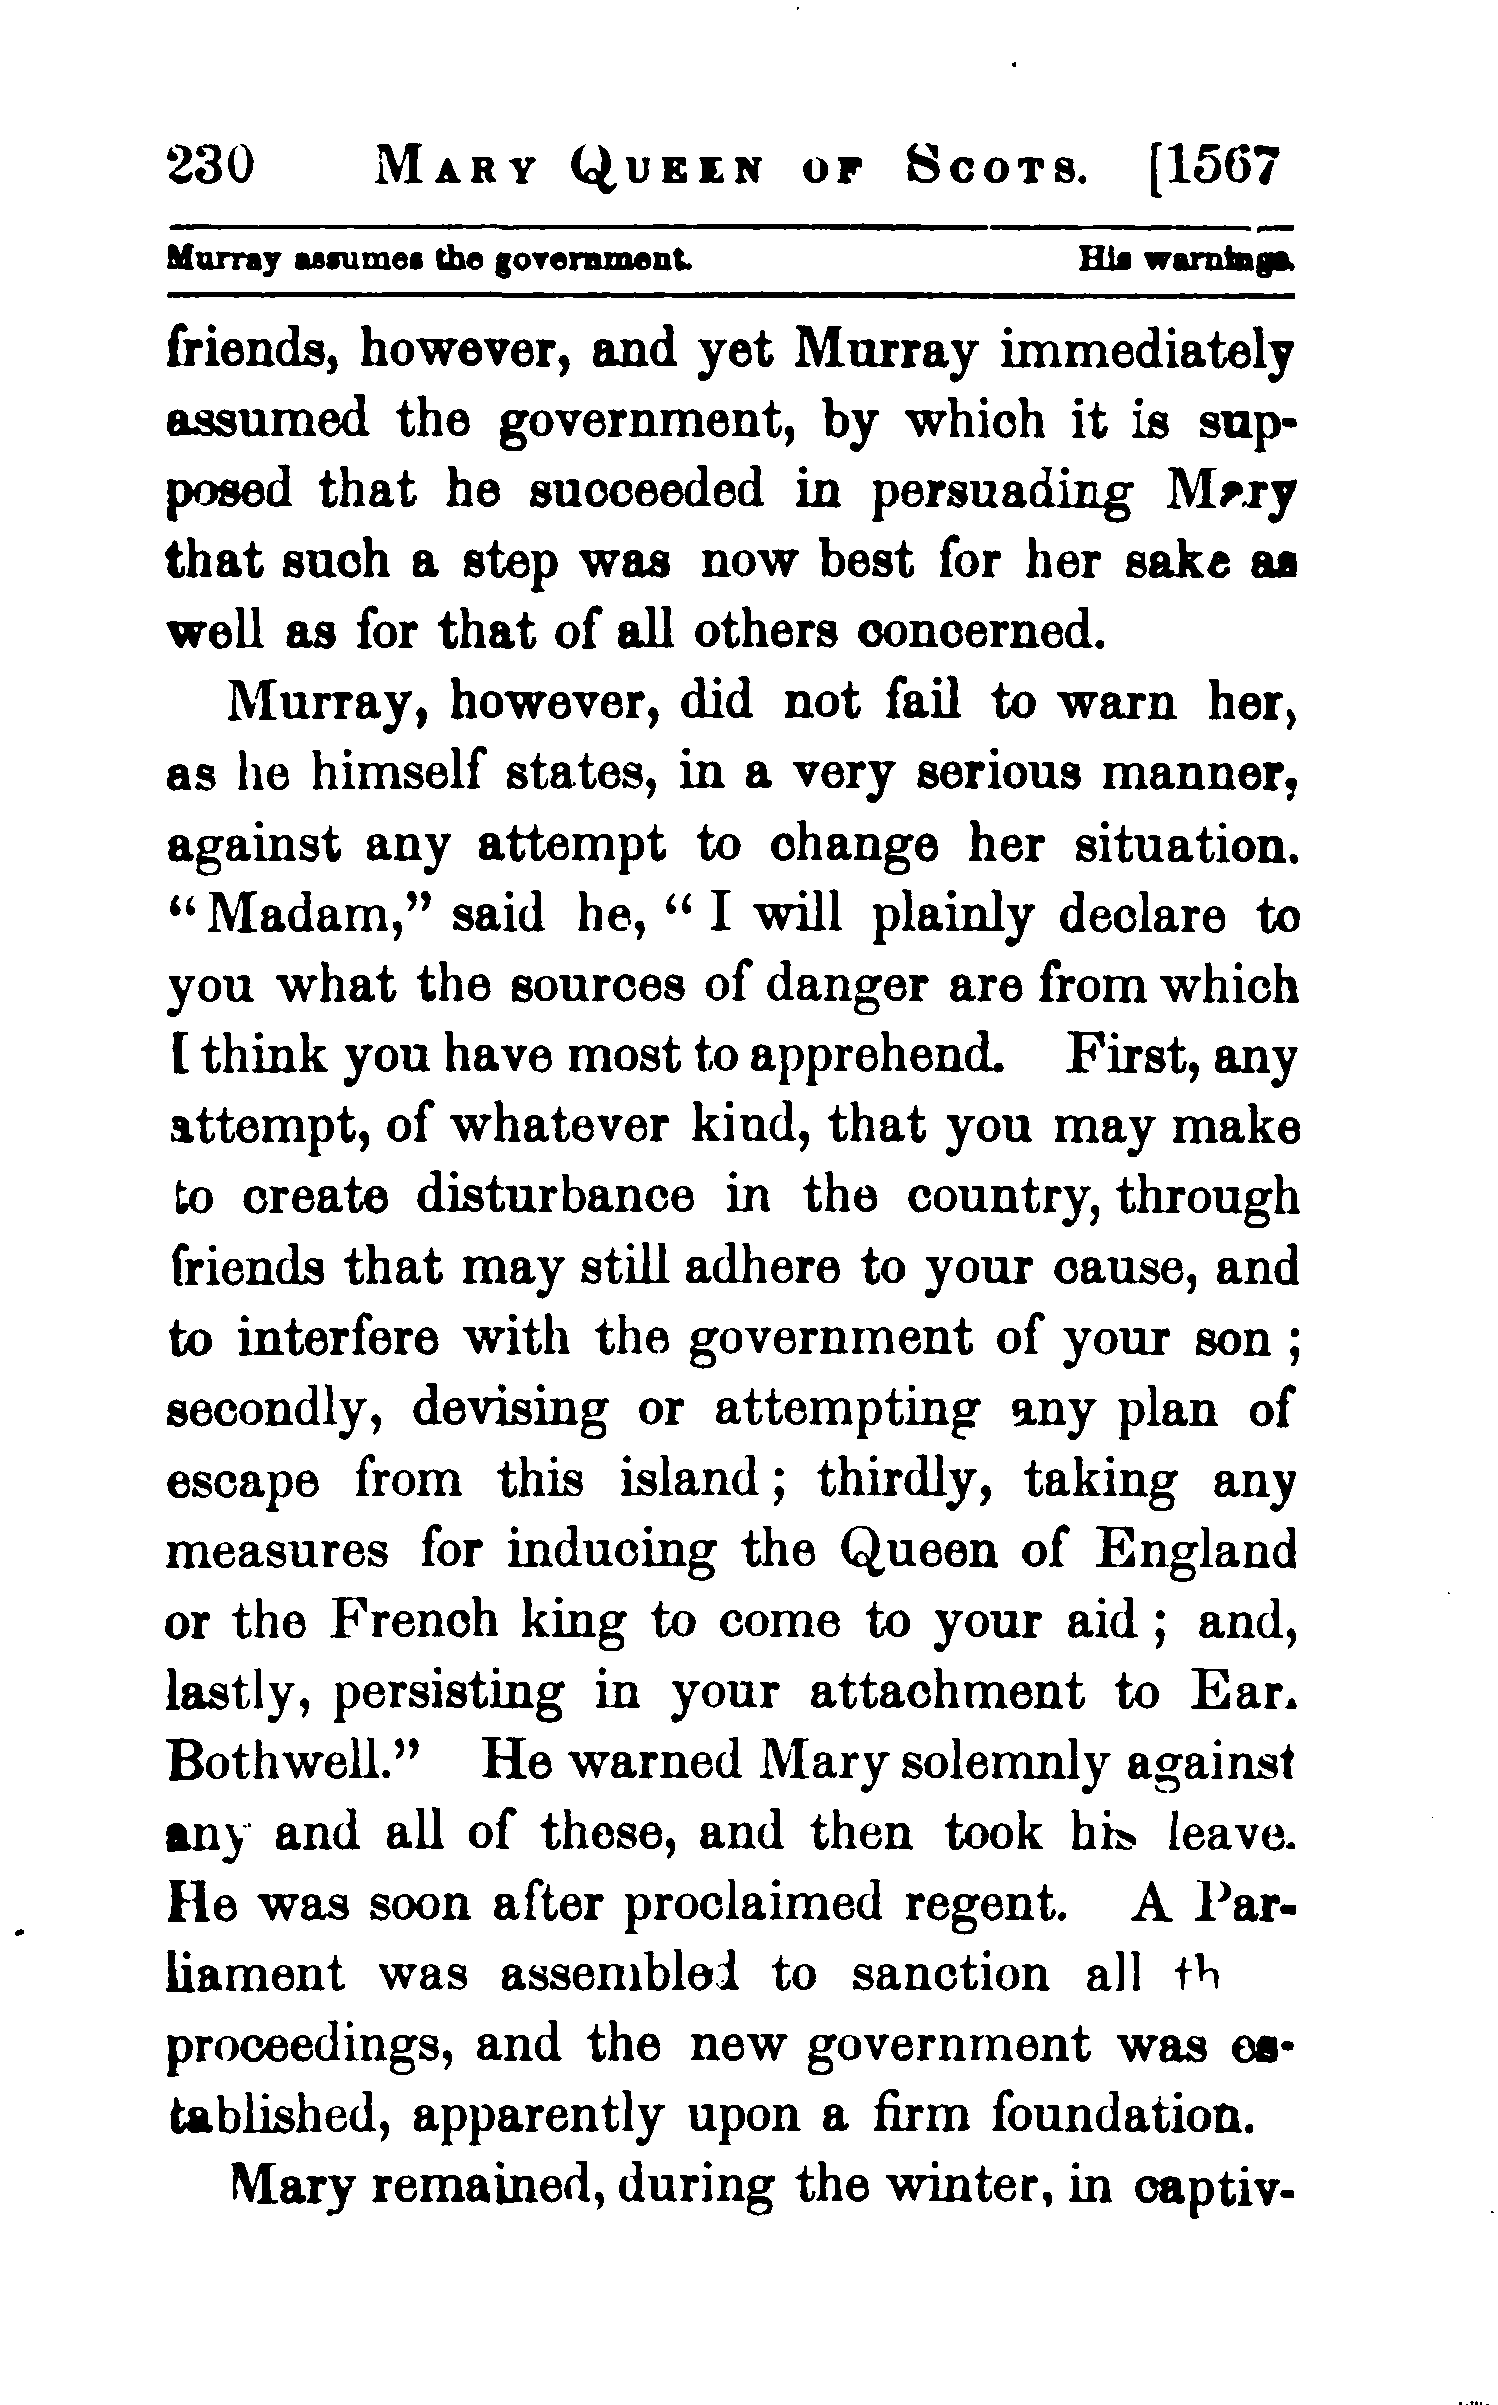 230 MARY QUEEN OF SCOTS. [1567
Murray assumes the government. His warnings.
friends, however, and yet Murray immediately
assumed the government, by which it is sup-
posed that he succeeded in persuading Mary
that such a step was now best for her sake as
well as for that of all others concerned.
Murray, however, did not fail to warn her,
as he himself states, in a very serious manner,
against any attempt to change her situation.
“Madam,” said he, “I will plainly declare to
you what the sources of danger are from which
I think you have most to apprehend. First, any
attempt, of whatever kind, that you may make
to create disturbance in the country, through
friends that may still adhere to your cause, and
to interfere with the government of your son ;
secondly, devising or attempting any plan of
escape from this island ; thirdly, taking any
measures for inducing the Queen of England
or the French king to come to your aid ; and,
lastly, persisting in your attachment to Earl
Bothwell.” He warned Mary solemnly against
any and all of these, and then took his leave.
He was soon after proclaimed regent. A Par-
liament was assembled to sanction all th
proceedings, and the new government was es-
tablished, apparently upon a firm foundation.
Mary remained, during the winter, in captiv-